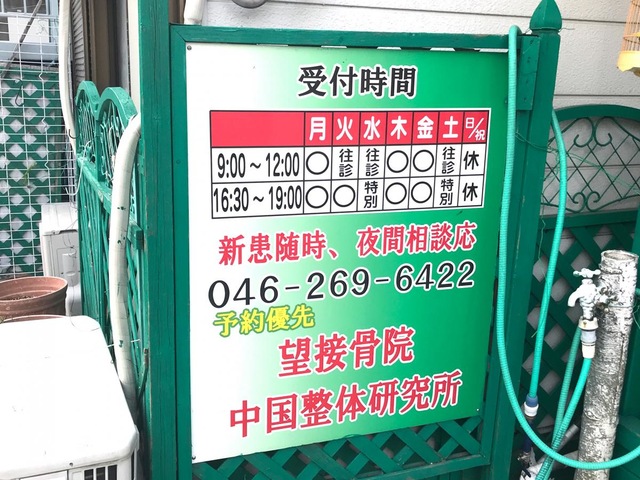 受付時間
月 火 水 木 金 土 日/祝
9:00～12:00 ○ 往診 往診 ○ ○ 往診 休
16:30～19:00 ○ ○ 特別 ○ ○ 特別 休
新患随時、夜間相談応
046-269-6422
予約優先
望接骨院
中国整体研究所